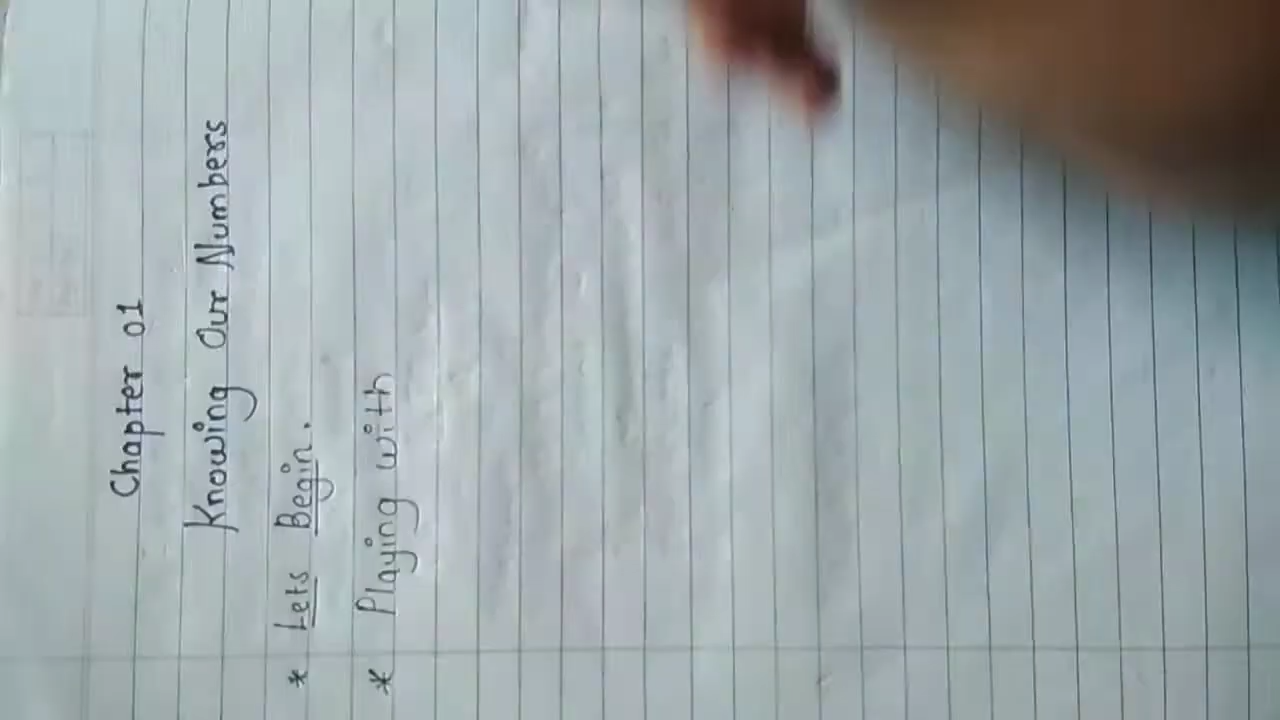 Chapter 01
Knowing Our Numbers
* Lets Begin.
* Playing with